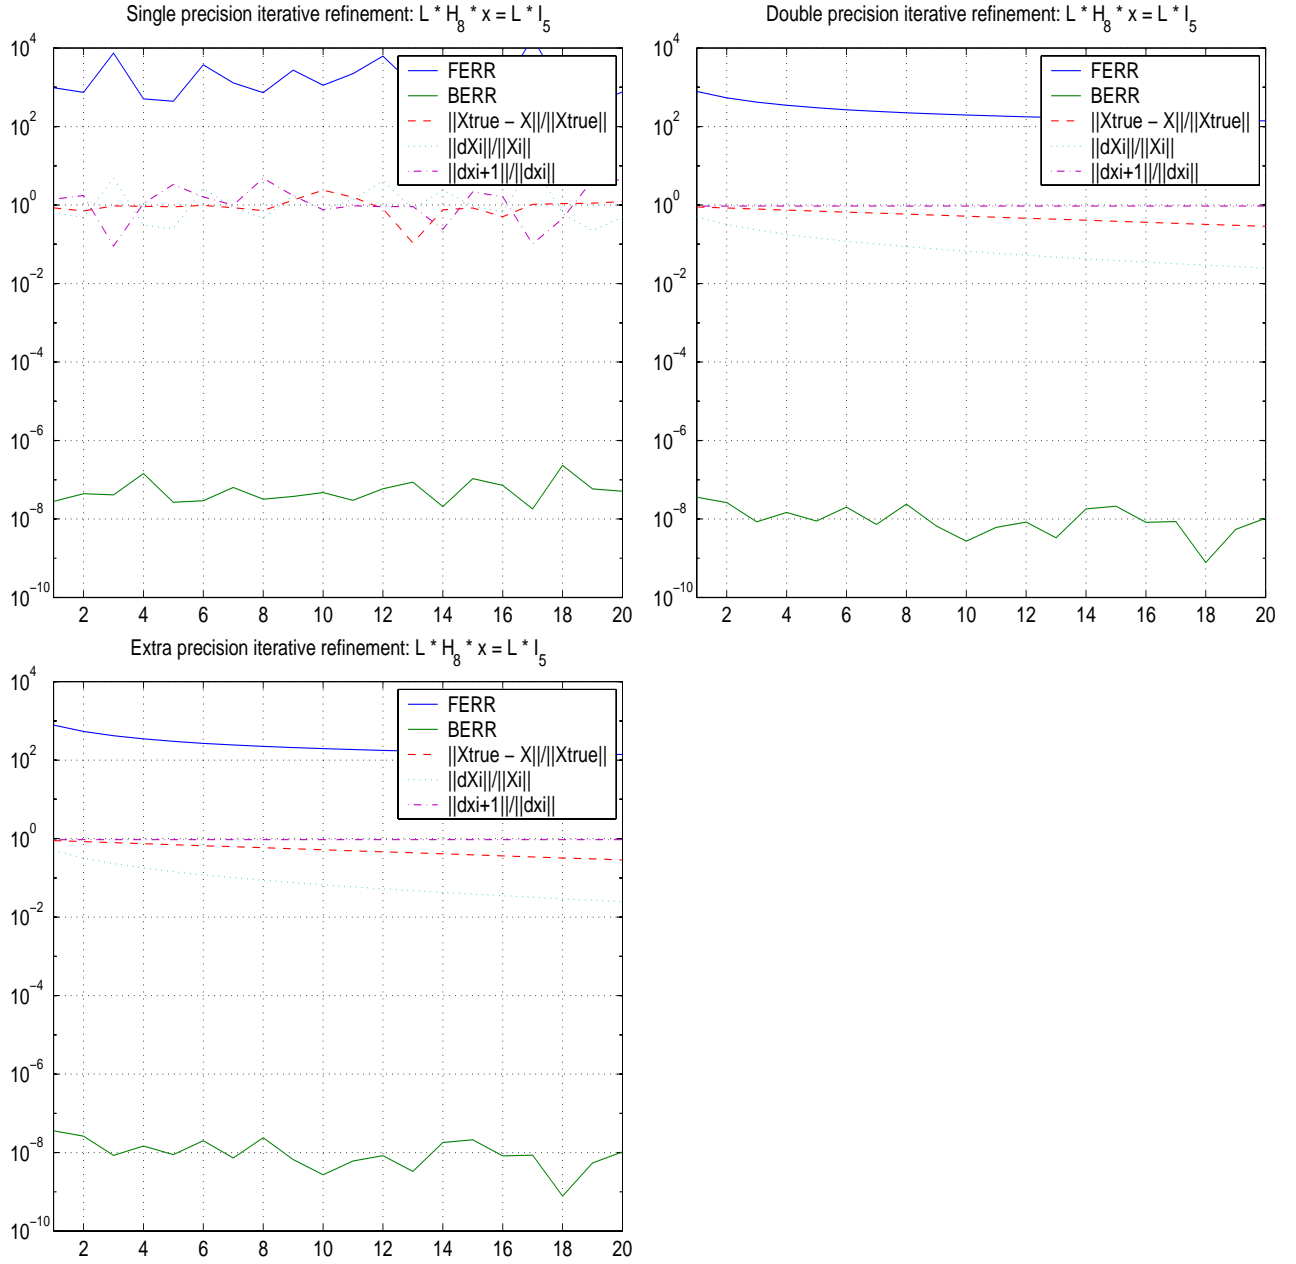 Single precision iterative refinement: L * H_8 * x = L * I_5
10^4
10^2
10^0
10^−2
10^−4
10^−6
10^−8
10^−10
2 4 6 8 10 12 14 16 18 20
FERR
BERR
||Xtrue − X||/||Xtrue||
||dXi||/||Xi||
||dxi+1||/||dxi||
Double precision iterative refinement: L * H_8 * x = L * I_5
10^4
10^2
10^0
10^−2
10^−4
10^−6
10^−8
10^−10
2 4 6 8 10 12 14 16 18 20
FERR
BERR
||Xtrue − X||/||Xtrue||
||dXi||/||Xi||
||dxi+1||/||dxi||
Extra precision iterative refinement: L * H_8 * x = L * I_5
10^4
10^2
10^0
10^−2
10^−4
10^−6
10^−8
10^−10
2 4 6 8 10 12 14 16 18 20
FERR
BERR
||Xtrue − X||/||Xtrue||
||dXi||/||Xi||
||dxi+1||/||dxi||